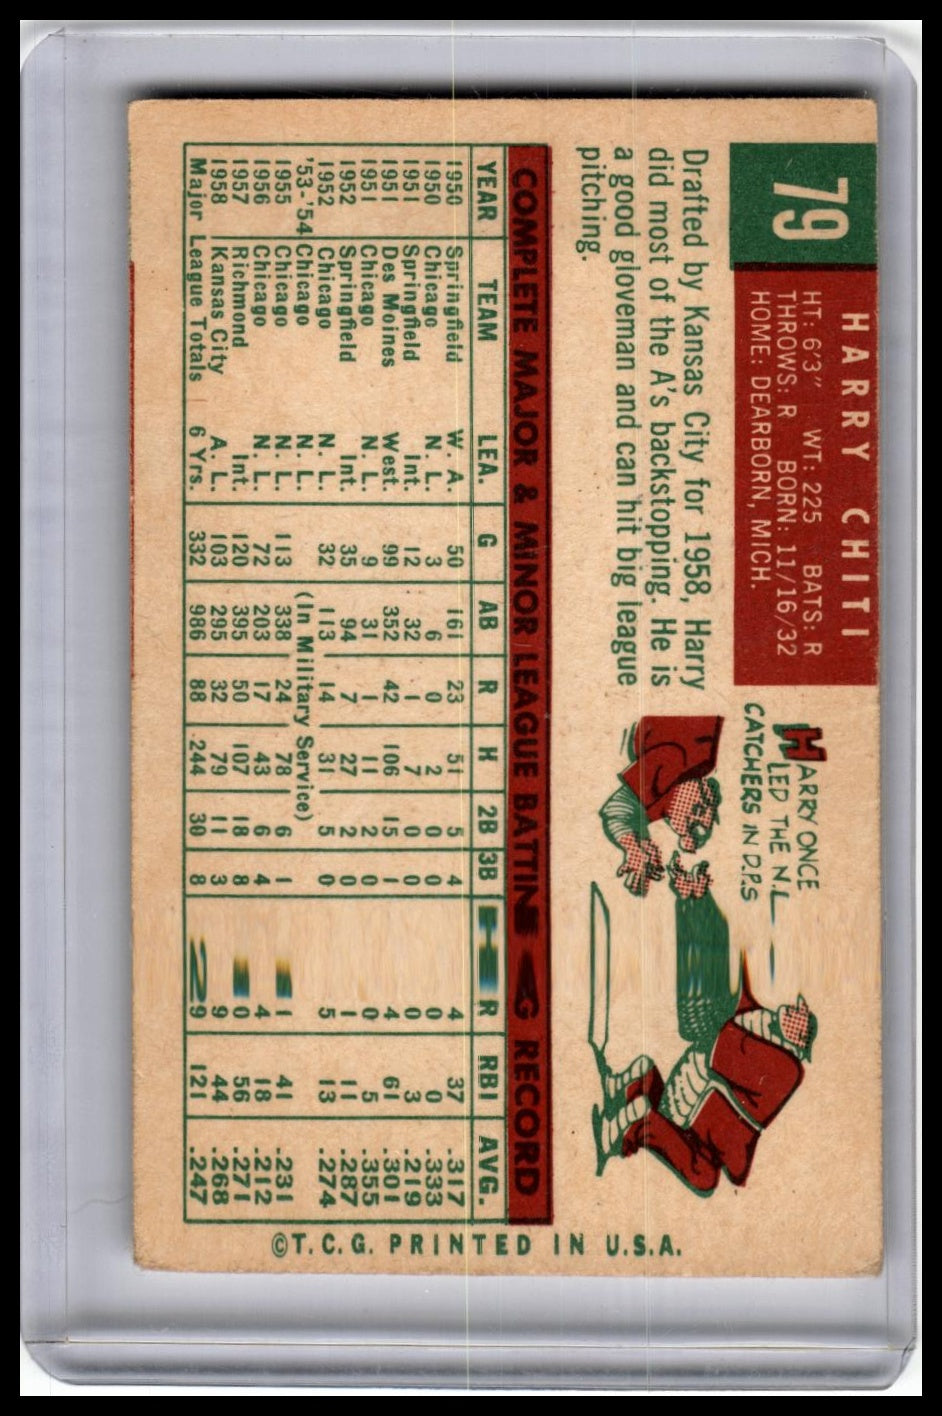 79
HARRY CHITI
HT: 6'3" WT: 225 BATS: R
THROWS: R BORN: 11/16/32
HOME: DEARBORN, MICH.
Drafted by Kansas City for 1958, Harry
did most of the A's backstopping. He is
a good gloveman and can hit big league
pitching.
HARRY ONCE
LED THE N.L
CATCHERS IN D.P.S
COMPLETE MAJOR & MINOR LEAGUE BATTING RECORD
YEAR TEAM LEA. G AB R H 2B 3B HR RBI AVG.
1950 Springfield W. A. 50 161 23 51 5 4 4 37 .317
1950 Chicago N. L. 3 6 0 2 0 0 0 0 .333
1951 Springfield Int. 12 32 1 7 0 0 0 3 .219
1951 Des Moines West. 99 352 42 106 15 1 4 61 .301
1951 Chicago N. L. 9 31 1 11 2 0 0 5 .355
1952 Springfield Int. 35 94 7 27 2 0 1 11 .287
1952 Chicago N. L. 32 113 14 31 5 0 5 13 .274
'53-'54 Chicago N. L. (In Military Service)
1955 Chicago N. L. 113 338 24 78 6 1 41 .231
1956 Chicago N. L. 72 203 17 43 6 4 4 18 .212
1957 Richmond Int. 120 395 50 107 18 8 56 .271
1958 Kansas City A. L. 103 295 32 79 11 3 9 44 .268
Major League Totals 6 Yrs. 332 986 88 244 30 8 29 121 .247
©T.C.G. PRINTED IN U.S.A.